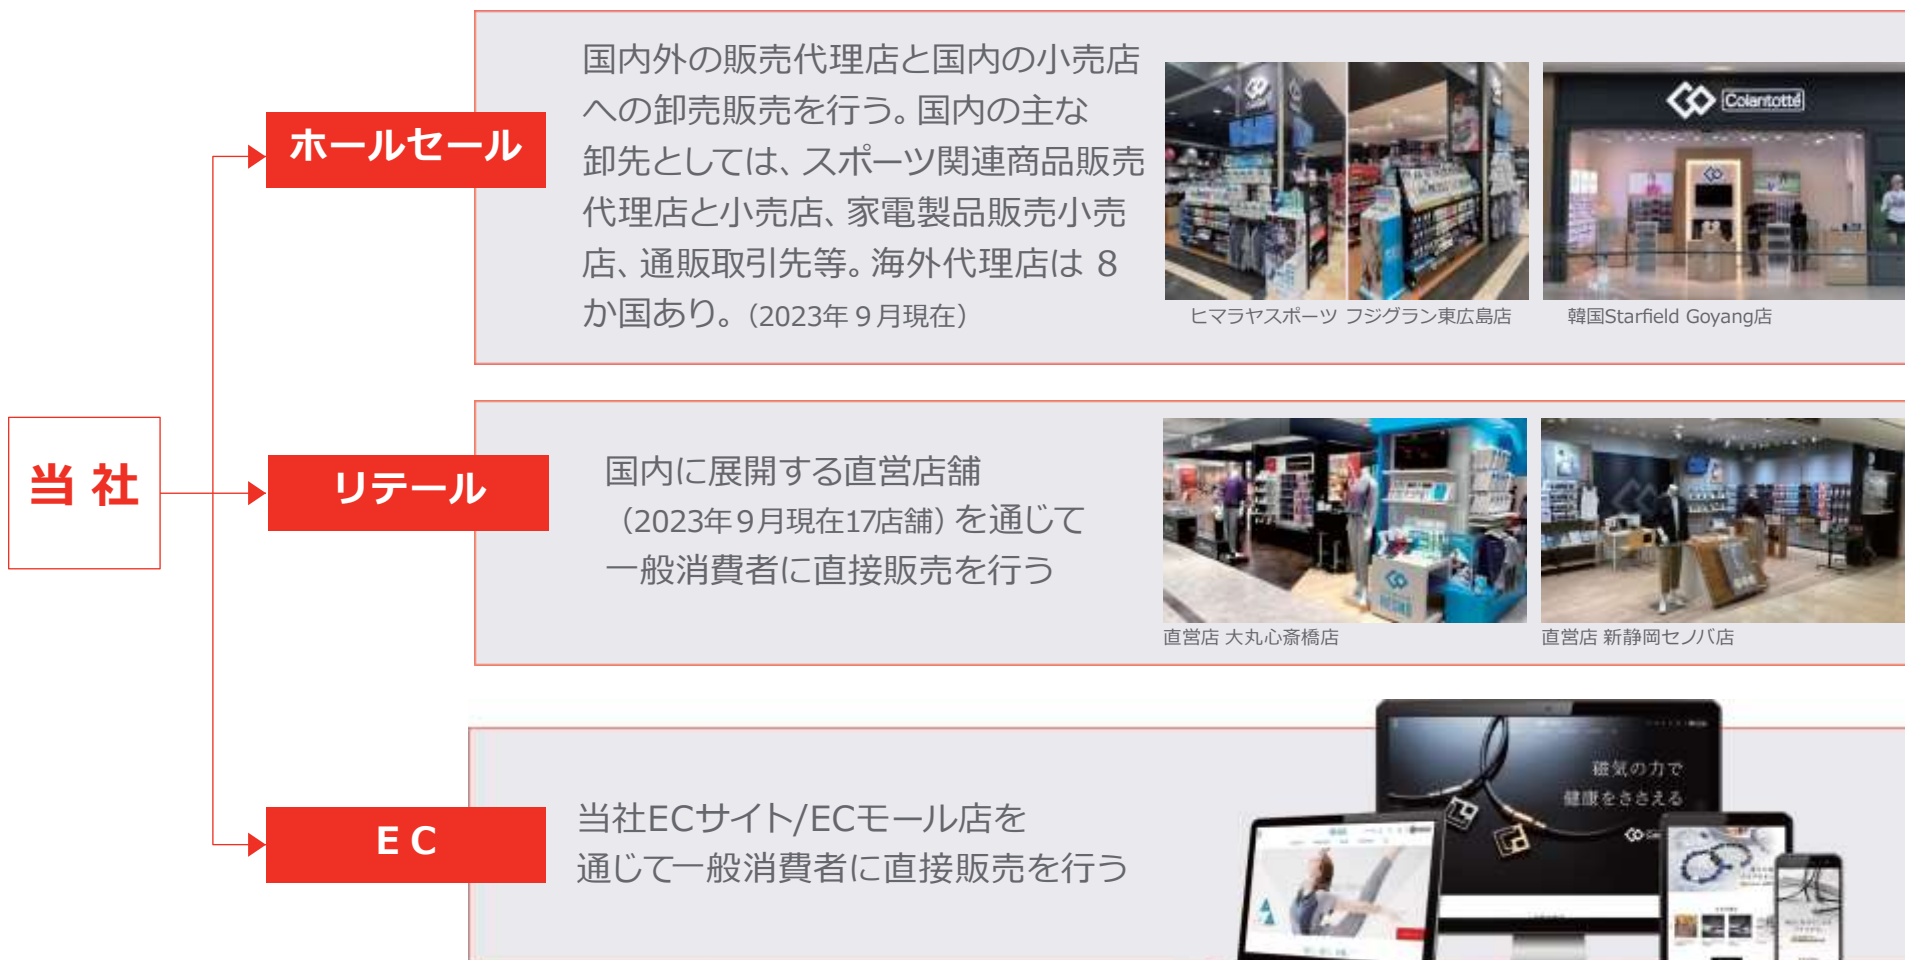 当 社
ホールセール
国内外の販売代理店と国内の小売店
への卸売販売を行う。国内の主な
卸先としては、スポーツ関連商品販売
代理店と小売店、家電製品販売小売
店、通販取引先等。海外代理店は 8
か国あり。（2023年９月現在）
Colantotté
ヒマラヤスポーツ フジグラン東広島店
韓国Starfield Goyang店
リテール
国内に展開する直営店舗
（2023年９月現在17店舗）を通じて
一般消費者に直接販売を行う
直営店 大丸心斎橋店
直営店 新静岡セノバ店
E C
当社ECサイト/ECモール店を
通じて一般消費者に直接販売を行う
磁気の力で
健康をささえる